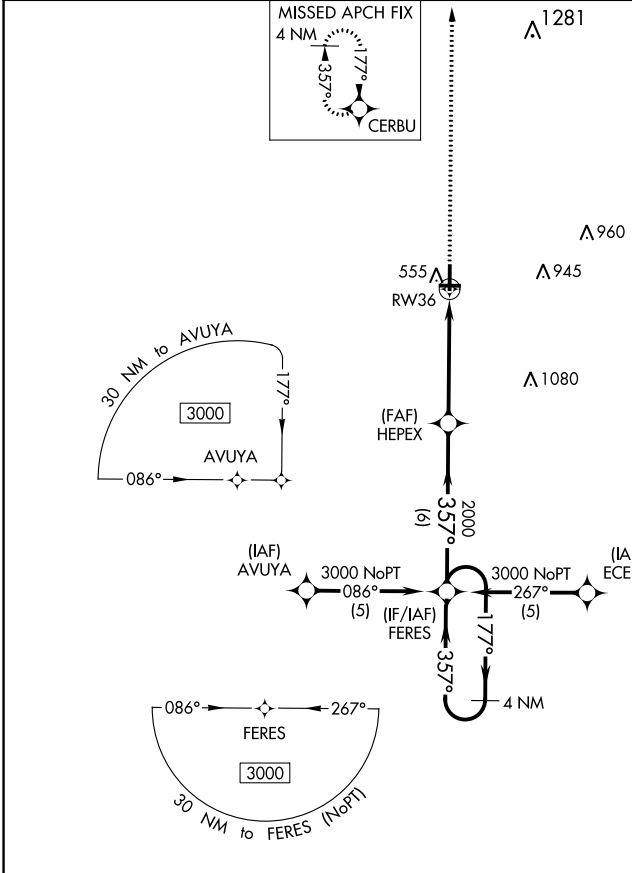 MISSED APCH FIX
4 NM
357°
177°
CERBU
1281
960
555
945
RW36
30 NM to AVUYA
3000
177°
1080
(FAF)
HEPEX
AVUYA
086°
2000
357°
(6)
(IAF)
AVUYA
3000 NoPT
086°
(5)
(IF/IAF)
FERES
3000 NoPT
267°
(5)
(IA
ECE
177°
357°
4 NM
086°
267°
FERES
3000
30 NM to FERES (NoPT)